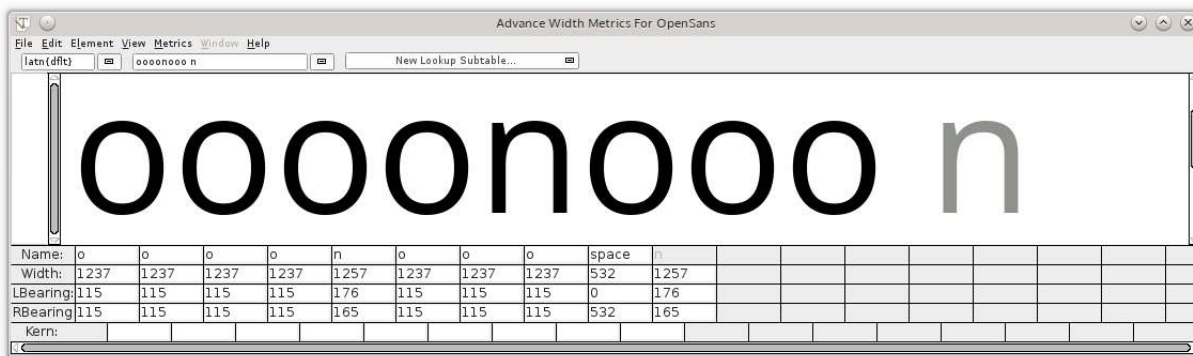 Advance Width Metrics For OpenSans
File Edit Element View Metrics Window Help
latn{dflt} oooonooo n New Lookup Subtable...
oooonooo n
Name: o o o o n o o o space n
Width: 1237 1237 1237 1237 1257 1237 1237 1237 532 1257
LBearing: 115 115 115 115 176 115 115 115 0 176
RBearing 115 115 115 115 165 115 115 115 532 165
Kern: